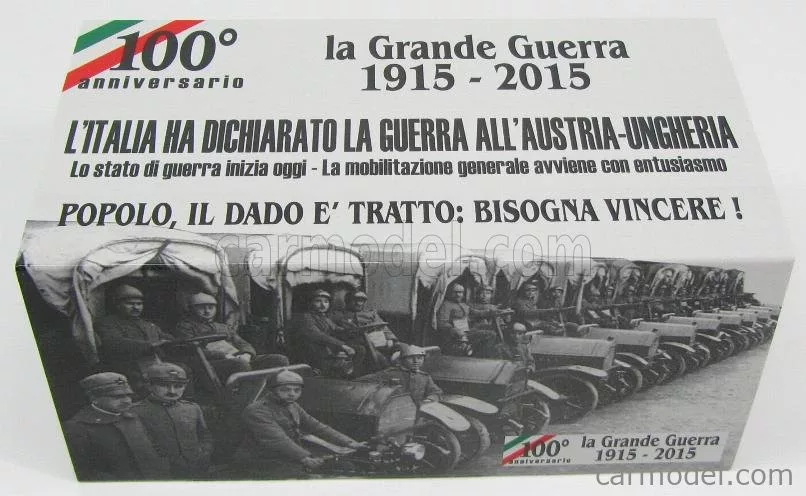 100°
anniversario
la Grande Guerra
1915 - 2015
L'ITALIA HA DICHIARATO LA GUERRA ALL'AUSTRIA-UNGHERIA
Lo stato di guerra inizia oggi - La mobilitazione generale avviene con entusiasmo
POPOLO, IL DADO E' TRATTO: BISOGNA VINCERE !
carmodel.com
100°
anniversario
la Grande Guerra
1915 - 2015
carmodel.com